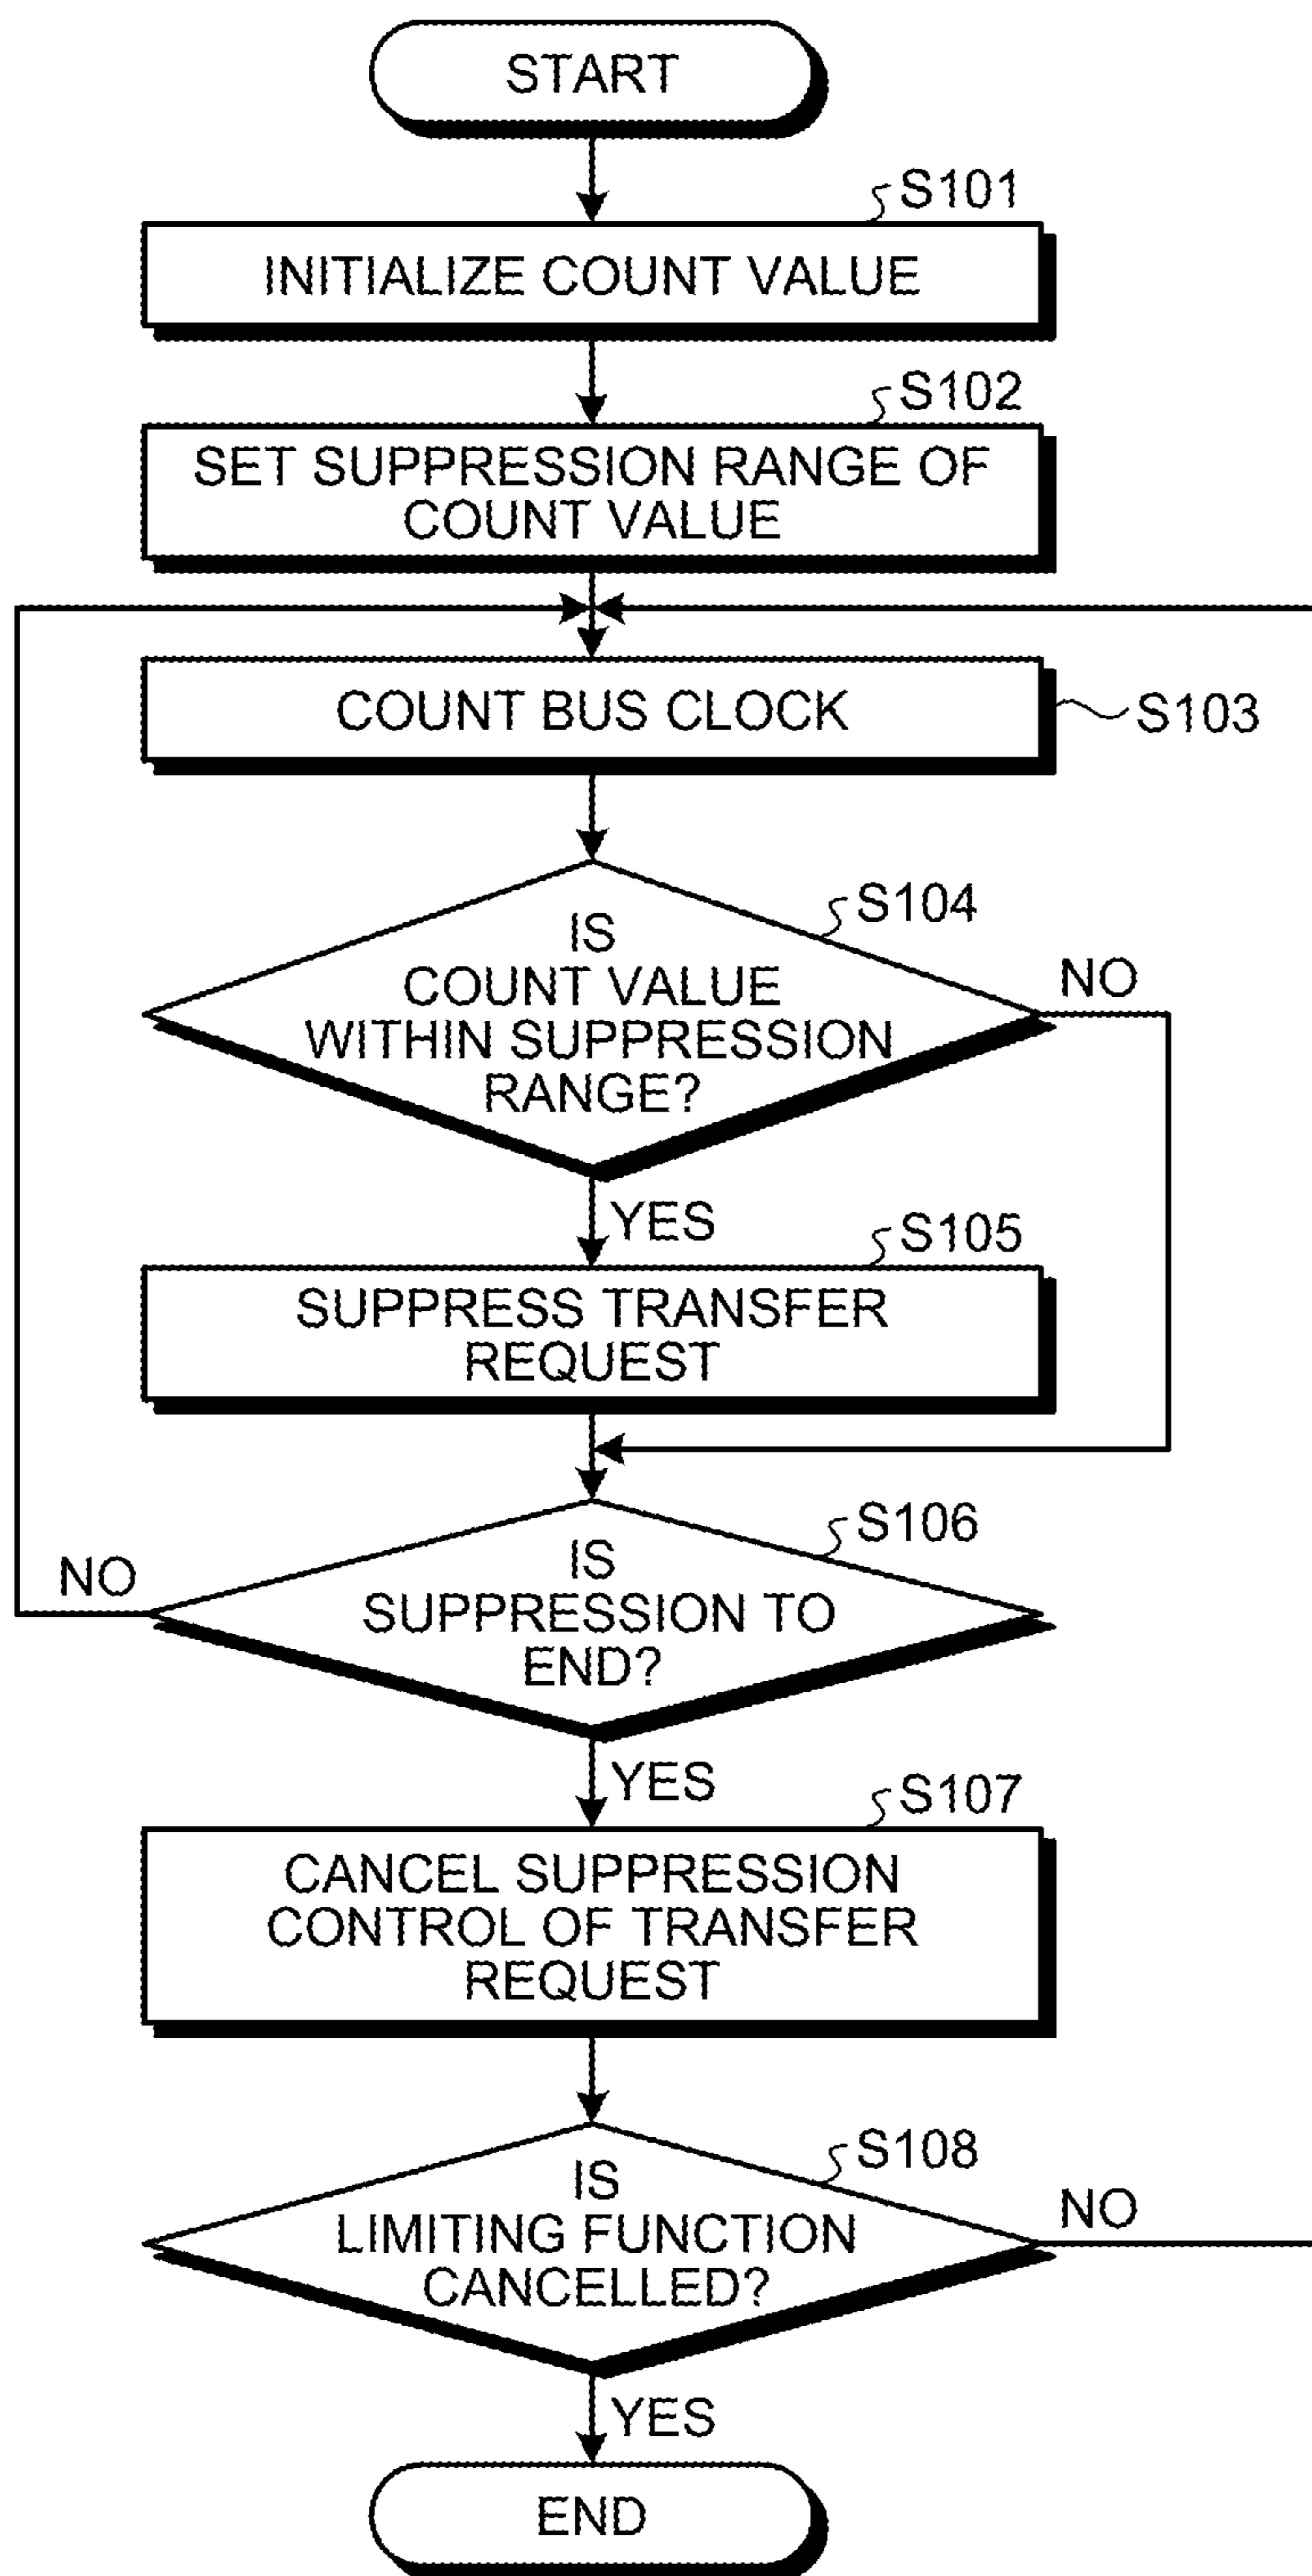 START
S101
INITIALIZE COUNT VALUE
S102
SET SUPPRESSION RANGE OF
COUNT VALUE
COUNT BUS CLOCK
S103
S104
IS
COUNT VALUE
WITHIN SUPPRESSION
RANGE?
NO
YES
S105
SUPPRESS TRANSFER
REQUEST
S106
IS
SUPPRESSION TO
END?
NO
YES
S107
CANCEL SUPPRESSION
CONTROL OF TRANSFER
REQUEST
S108
IS
LIMITING FUNCTION
CANCELLED?
NO
YES
END